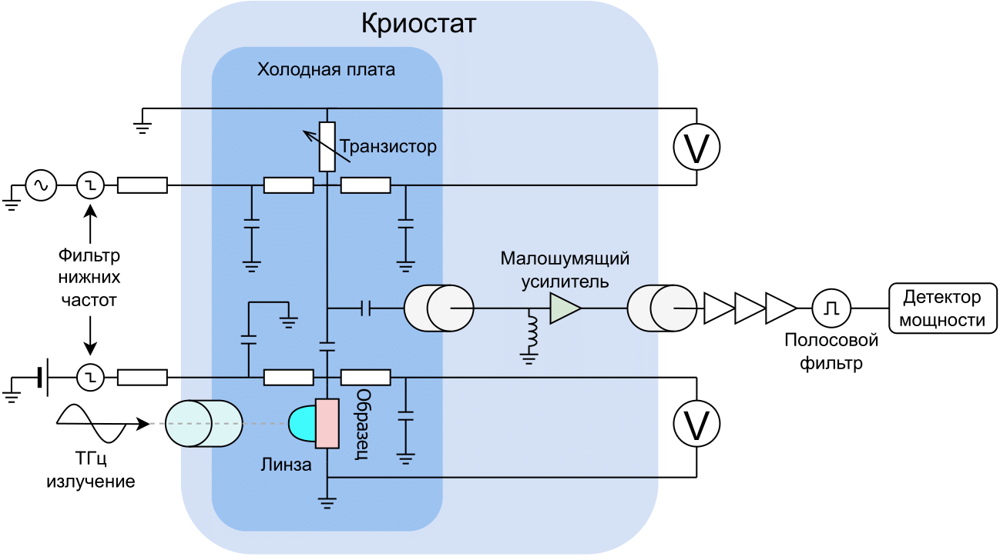 Криостат
Холодная плата
Транзистор
V
Фильтр
нижних
частот
Малошумящий
усилитель
Детектор
мощности
Полосовой
фильтр
Образец
V
Линза
ТГц
излучение